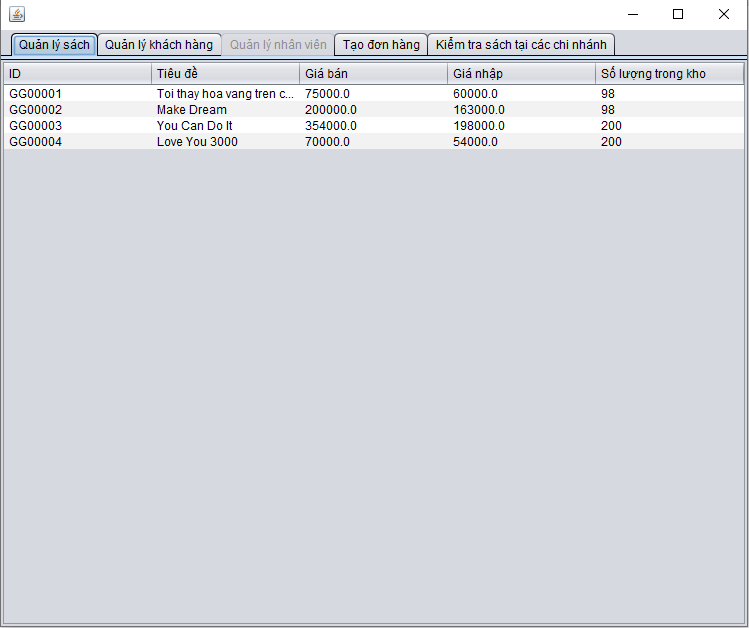 Quản lý sách Quản lý khách hàng Quản lý nhân viên Tạo đơn hàng Kiểm tra sách tại các chi nhánh
ID Tiêu đề Giá bán Giá nhập Số lượng trong kho
GG00001 Toi thay hoa vang tren c... 75000.0 60000.0 98
GG00002 Make Dream 200000.0 163000.0 98
GG00003 You Can Do It 354000.0 198000.0 200
GG00004 Love You 3000 70000.0 54000.0 200